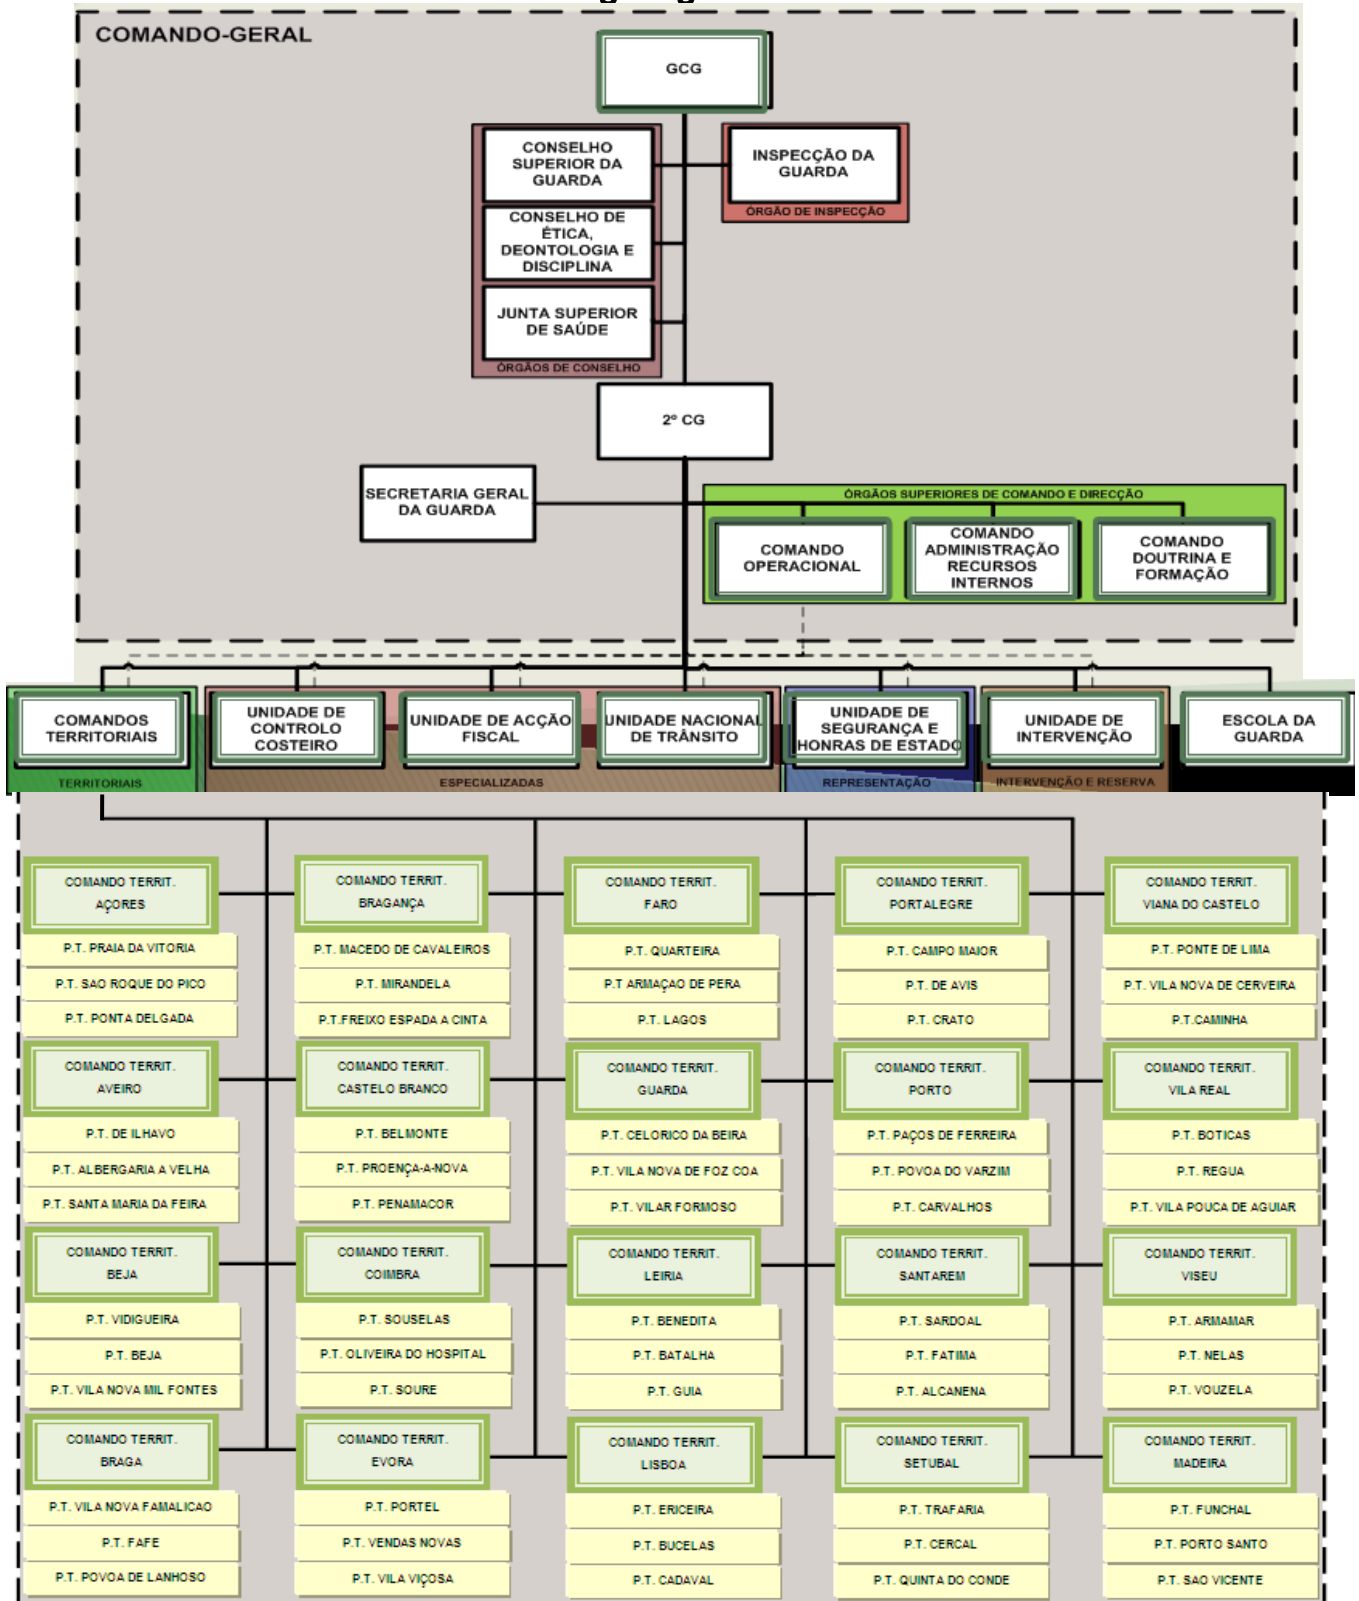 COMANDO-GERAL
GCG
CONSELHO
SUPERIOR DA
GUARDA
INSPECÇÃO DA
GUARDA
ÓRGÃO DE INSPECÇÃO
CONSELHO DE
ÉTICA,
DEONTOLOGIA E
DISCIPLINA
JUNTA SUPERIOR
DE SAÚDE
ÓRGÃOS DE CONSELHO
2º CG
SECRETARIA GERAL
DA GUARDA
ÓRGÃOS SUPERIORES DE COMANDO E DIRECÇÃO
COMANDO
OPERACIONAL
COMANDO
ADMINISTRAÇÃO
RECURSOS
INTERNOS
COMANDO
DOUTRINA E
FORMAÇÃO
COMANDOS
TERRITORIAIS
UNIDADE DE
CONTROLO
COSTEIRO
UNIDADE DE ACÇÃO
FISCAL
UNIDADE NACIONAL
DE TRÂNSITO
UNIDADE DE
SEGURANÇA E
HONRAS DE ESTADO
UNIDADE DE
INTERVENÇÃO
ESCOLA DA
GUARDA
TERRITORIAIS
ESPECIALIZADAS
REPRESENTAÇÃO
INTERVENÇÃO E RESERVA
COMANDO TERRIT.
AÇORES
P.T. PRAIA DA VITORIA
P.T. SAO ROQUE DO PICO
P.T. PONTA DELGADA
COMANDO TERRIT.
BRAGANÇA
P.T. MACEDO DE CAVALEIROS
P.T. MIRANDELA
P.T.FREIXO ESPADA A CINTA
COMANDO TERRIT.
FARO
P.T. QUARTEIRA
P.T ARMAÇAO DE PERA
P.T. LAGOS
COMANDO TERRIT.
PORTALEGRE
P.T. CAMPO MAIOR
P.T. DE AVIS
P.T. CRATO
COMANDO TERRIT.
VIANA DO CASTELO
P.T. PONTE DE LIMA
P.T. VILA NOVA DE CERVEIRA
P.T.CAMINHA
COMANDO TERRIT.
AVEIRO
P.T. DE ILHAVO
P.T. ALBERGARIA A VELHA
P.T. SANTA MARIA DA FEIRA
COMANDO TERRIT.
CASTELO BRANCO
P.T. BELMONTE
P.T. PROENÇA-A-NOVA
P.T. PENAMACOR
COMANDO TERRIT.
GUARDA
P.T. CELORICO DA BEIRA
P.T. VILA NOVA DE FOZ COA
P.T. VILAR FORMOSO
COMANDO TERRIT.
PORTO
P.T. PAÇOS DE FERREIRA
P.T. POVOA DO VARZIM
P.T. CARVALHOS
COMANDO TERRIT.
VILA REAL
P.T. BOTICAS
P.T. REGUA
P.T. VILA POUCA DE AGUIAR
COMANDO TERRIT.
BEJA
P.T. VIDIGUEIRA
P.T. BEJA
P.T. VILA NOVA MIL FONTES
COMANDO TERRIT.
COIMBRA
P.T. SOUSELAS
P.T. OLIVEIRA DO HOSPITAL
P.T. SOURE
COMANDO TERRIT.
LEIRIA
P.T. BENEDITA
P.T. BATALHA
P.T. GUIA
COMANDO TERRIT.
SANTAREM
P.T. SARDOAL
P.T. FATIMA
P.T. ALCANENA
COMANDO TERRIT.
VISEU
P.T. ARMAMAR
P.T. NELAS
P.T. VOUZELA
COMANDO TERRIT.
BRAGA
P.T. VILA NOVA FAMALICAO
P.T. FAFE
P.T. POVOA DE LANHOSO
COMANDO TERRIT.
EVORA
P.T. PORTEL
P.T. VENDAS NOVAS
P.T. VILA VIÇOSA
COMANDO TERRIT.
LISBOA
P.T. ERICEIRA
P.T. BUCELAS
P.T. CADAVAL
COMANDO TERRIT.
SETUBAL
P.T. TRAFARIA
P.T. CERCAL
P.T. QUINTA DO CONDE
COMANDO TERRIT.
MADEIRA
P.T. FUNCHAL
P.T. PORTO SANTO
P.T. SAO VICENTE